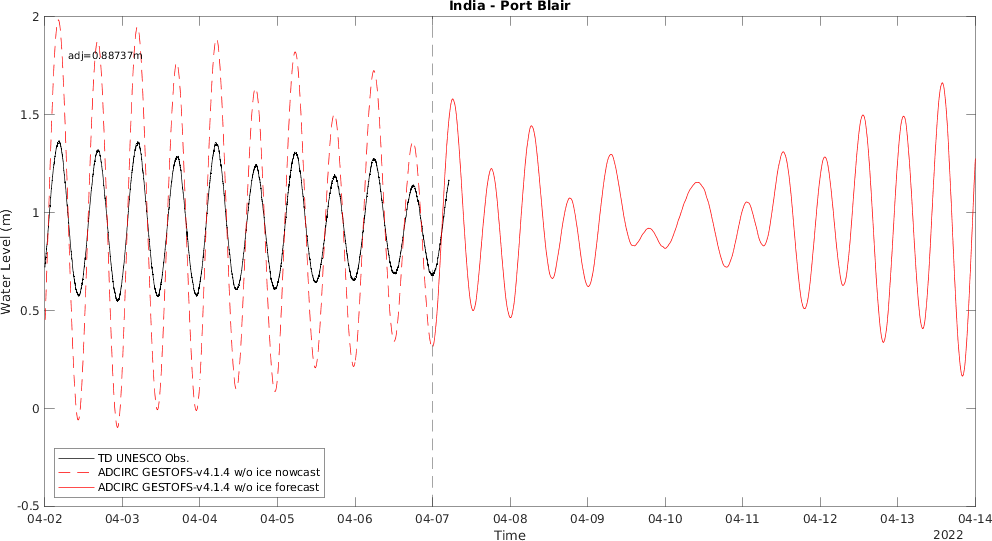 India - Port Blair
adj=0.88737m
Water Level (m)
2
1.5
1
0.5
0
-0.5
TD UNESCO Obs.
ADCIRC GESTOFS-v4.1.4 w/o ice nowcast
ADCIRC GESTOFS-v4.1.4 w/o ice forecast
04-02 04-03 04-04 04-05 04-06 04-07 04-08 04-09 04-10 04-11 04-12 04-13 04-14
Time
2022